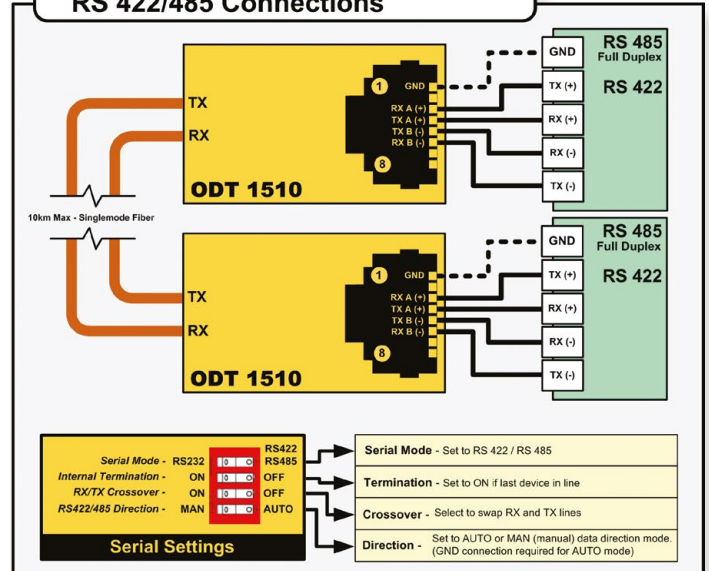 RS 422/485 Connections
RS 485
Full Duplex
RS 422
GND
TX (+)
RX (+)
RX (-)
TX (-)
TX
RX
1
GND
RX A (+)
TX A (+)
TX B (-)
RX B (-)
8
ODT 1510
10km Max - Singlemode Fiber
RS 485
Full Duplex
RS 422
GND
TX (+)
RX (+)
RX (-)
TX (-)
TX
RX
1
GND
RX A (+)
TX A (+)
TX B (-)
RX B (-)
8
ODT 1510
RS422
Serial Mode - RS232 RS485
Internal Termination - ON OFF
RX/TX Crossover - ON OFF
RS422/485 Direction - MAN AUTO
Serial Settings
Serial Mode - Set to RS 422 / RS 485
Termination - Set to ON if last device in line
Crossover - Select to swap RX and TX lines
Direction - Set to AUTO or MAN (manual) data direction mode.
(GND connection required for AUTO mode)